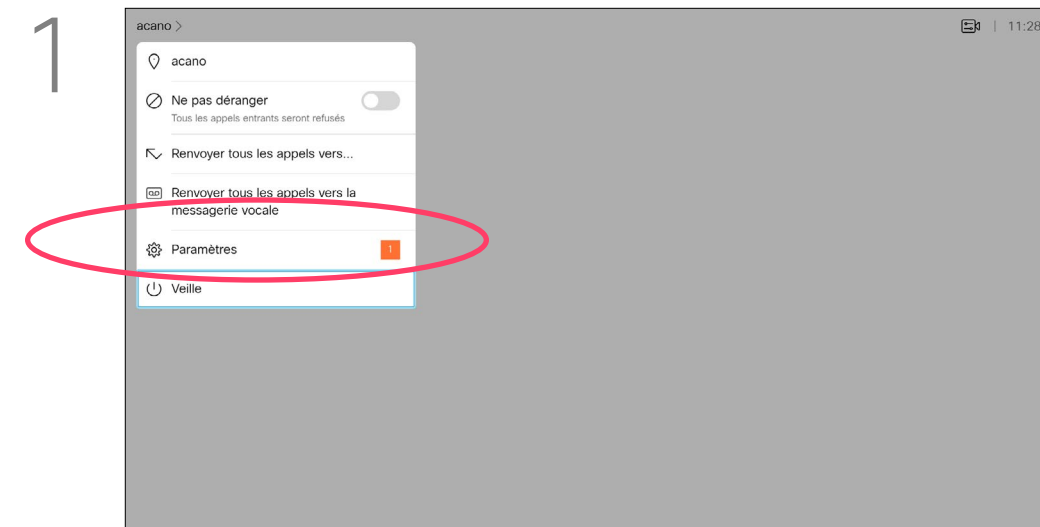 1
acano >
11:28
acano
Ne pas déranger
Tous les appels entrants seront refusés
Renvoyer tous les appels vers...
Renvoyer tous les appels vers la
messagerie vocale
Paramètres
1
Veille